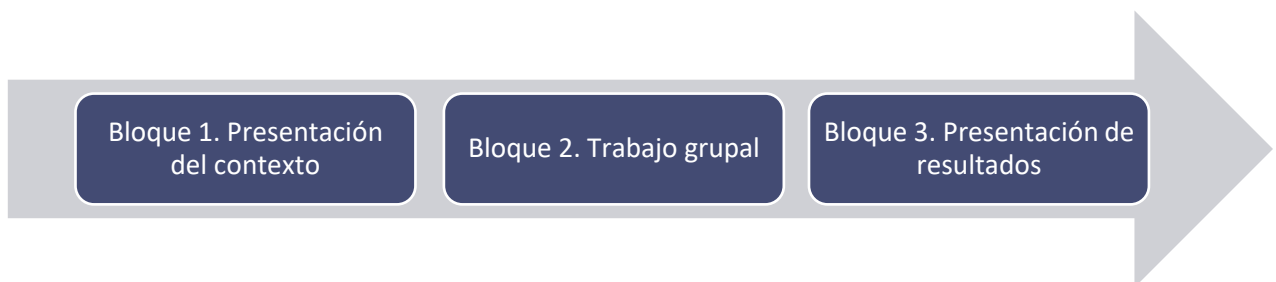 Bloque 1. Presentación
del contexto
Bloque 2. Trabajo grupal
Bloque 3. Presentación de
resultados